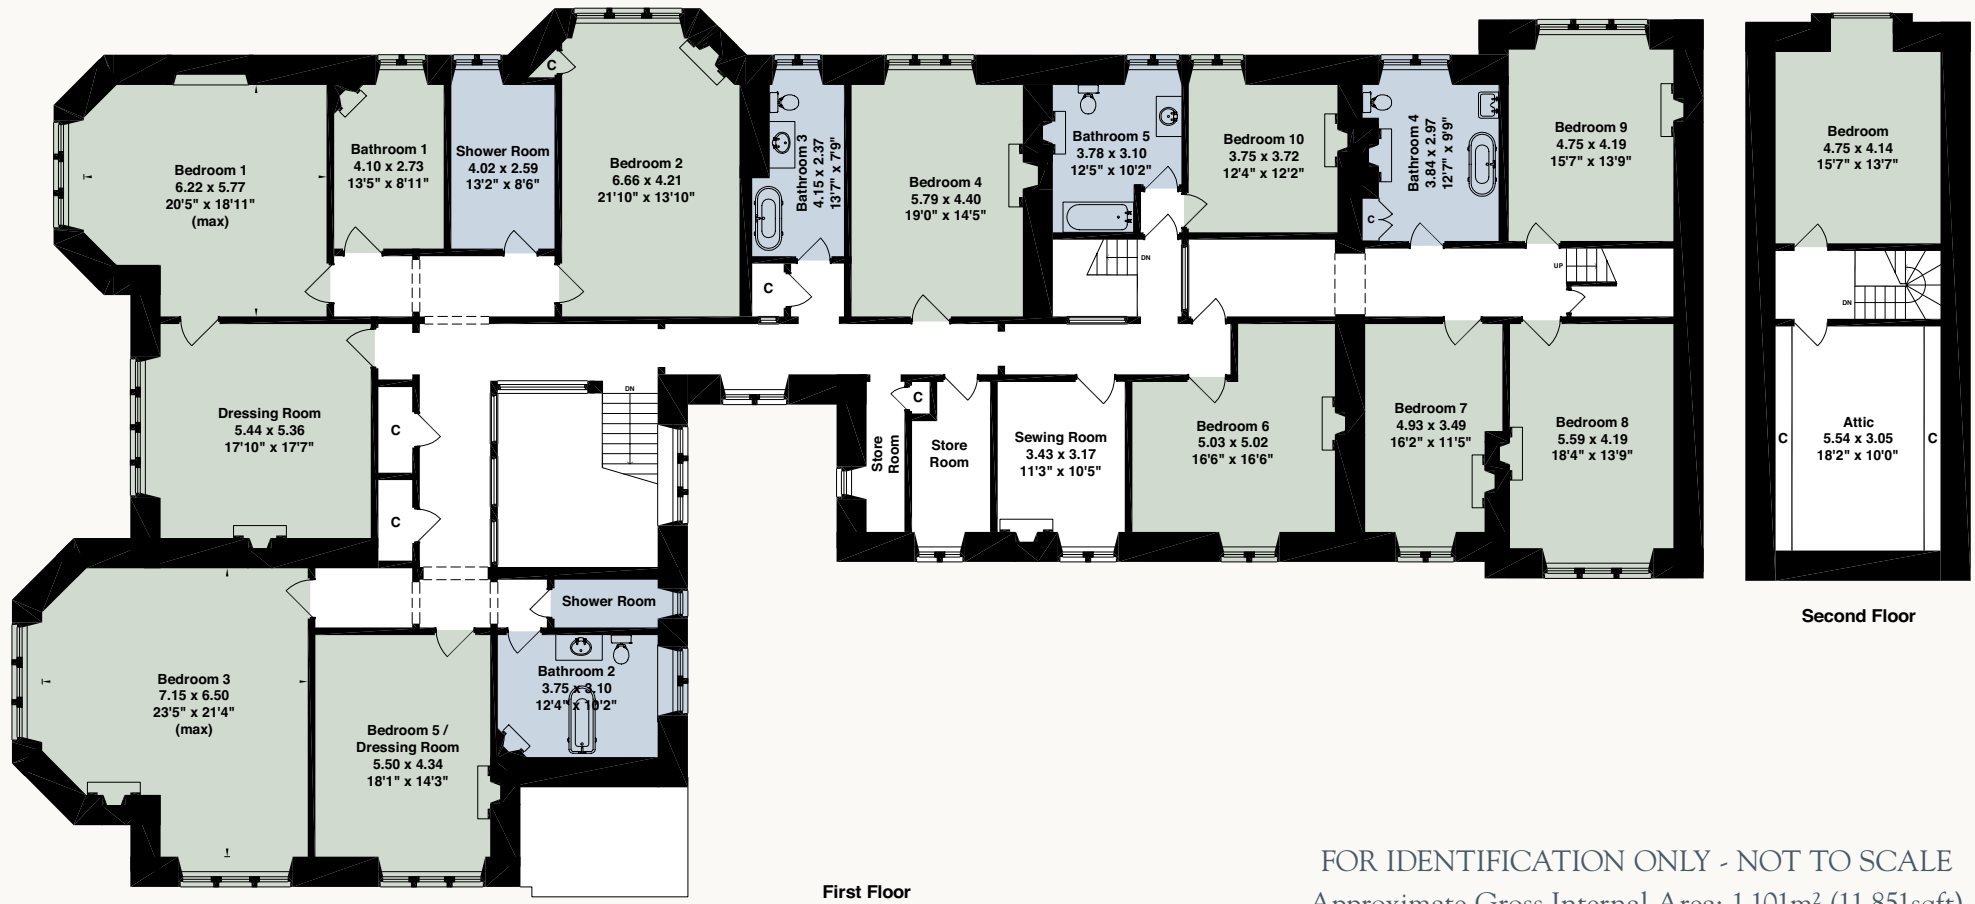 Bedroom 1
6.22 x 5.77
20'5" x 18'11"
(max)
Bathroom 1
4.10 x 2.73
13'5" x 8'11"
Shower Room
4.02 x 2.59
13'2" x 8'6"
C
Bedroom 2
6.66 x 4.21
21'10" x 13'10"
Bathroom 3
4.15 x 2.37
13'7" x 7'9"
C
Bedroom 4
5.79 x 4.40
19'0" x 14'5"
Bathroom 5
3.78 x 3.10
12'5" x 10'2"
DN
Bedroom 10
3.75 x 3.72
12'4" x 12'2"
Bathroom 4
3.84 x 2.97
12'7" x 9'9"
C
Bedroom 9
4.75 x 4.19
15'7" x 13'9"
UP
Bedroom
4.75 x 4.14
15'7" x 13'7"
DN
Dressing Room
5.44 x 5.36
17'10" x 17'7"
C
C
DN
Store
Room
C
Store
Room
Sewing Room
3.43 x 3.17
11'3" x 10'5"
Bedroom 6
5.03 x 5.02
16'6" x 16'6"
Bedroom 7
4.93 x 3.49
16'2" x 11'5"
Bedroom 8
5.59 x 4.19
18'4" x 13'9"
C
Attic
5.54 x 3.05
18'2" x 10'0"
C
Second Floor
Shower Room
Bedroom 3
7.15 x 6.50
23'5" x 21'4"
(max)
Bedroom 5 /
Dressing Room
5.50 x 4.34
18'1" x 14'3"
Bathroom 2
3.75 x 3.10
12'4" x 10'2"
First Floor
FOR IDENTIFICATION ONLY - NOT TO SCALE
Approximate Gross Internal Area: 1,101m² (11,851sqft)